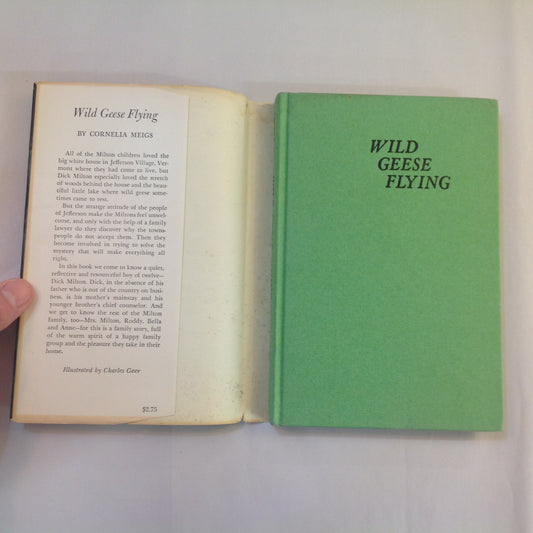 Wild Geese Flying
BY CORNELIA MEIGS
All of the Milton children loved the
big white house in Jefferson Village, Ver-
mont where they had come to live, but
Dick Milton especially loved the stretch
of woods behind the house and the beau-
tiful little lake where wild geese some-
times came to rest.
But the strange attitude of the people
of Jefferson make the Miltons feel unwel-
come, and only with the help of a family
lawyer do they discover why the towns-
people do not accept them. Then they
become involved in trying to solve the
mystery that will make everything all
right.
In this book we come to know a quiet,
reflective and resourceful boy of twelve—
Dick Milton. Dick, in the absence of his
father who is out of the country on busi-
ness, is his mother's mainstay and his
younger brother's chief counselor. And
we get to know the rest of the Milton
family, too—Mrs. Milton, Roddy, Bella
and Anne—for this is a family story, full
of the warm spirit of a happy family
group and the pleasure they take in their
home.
Illustrated by Charles Geer
$2.75
WILD
GEESE
FLYING